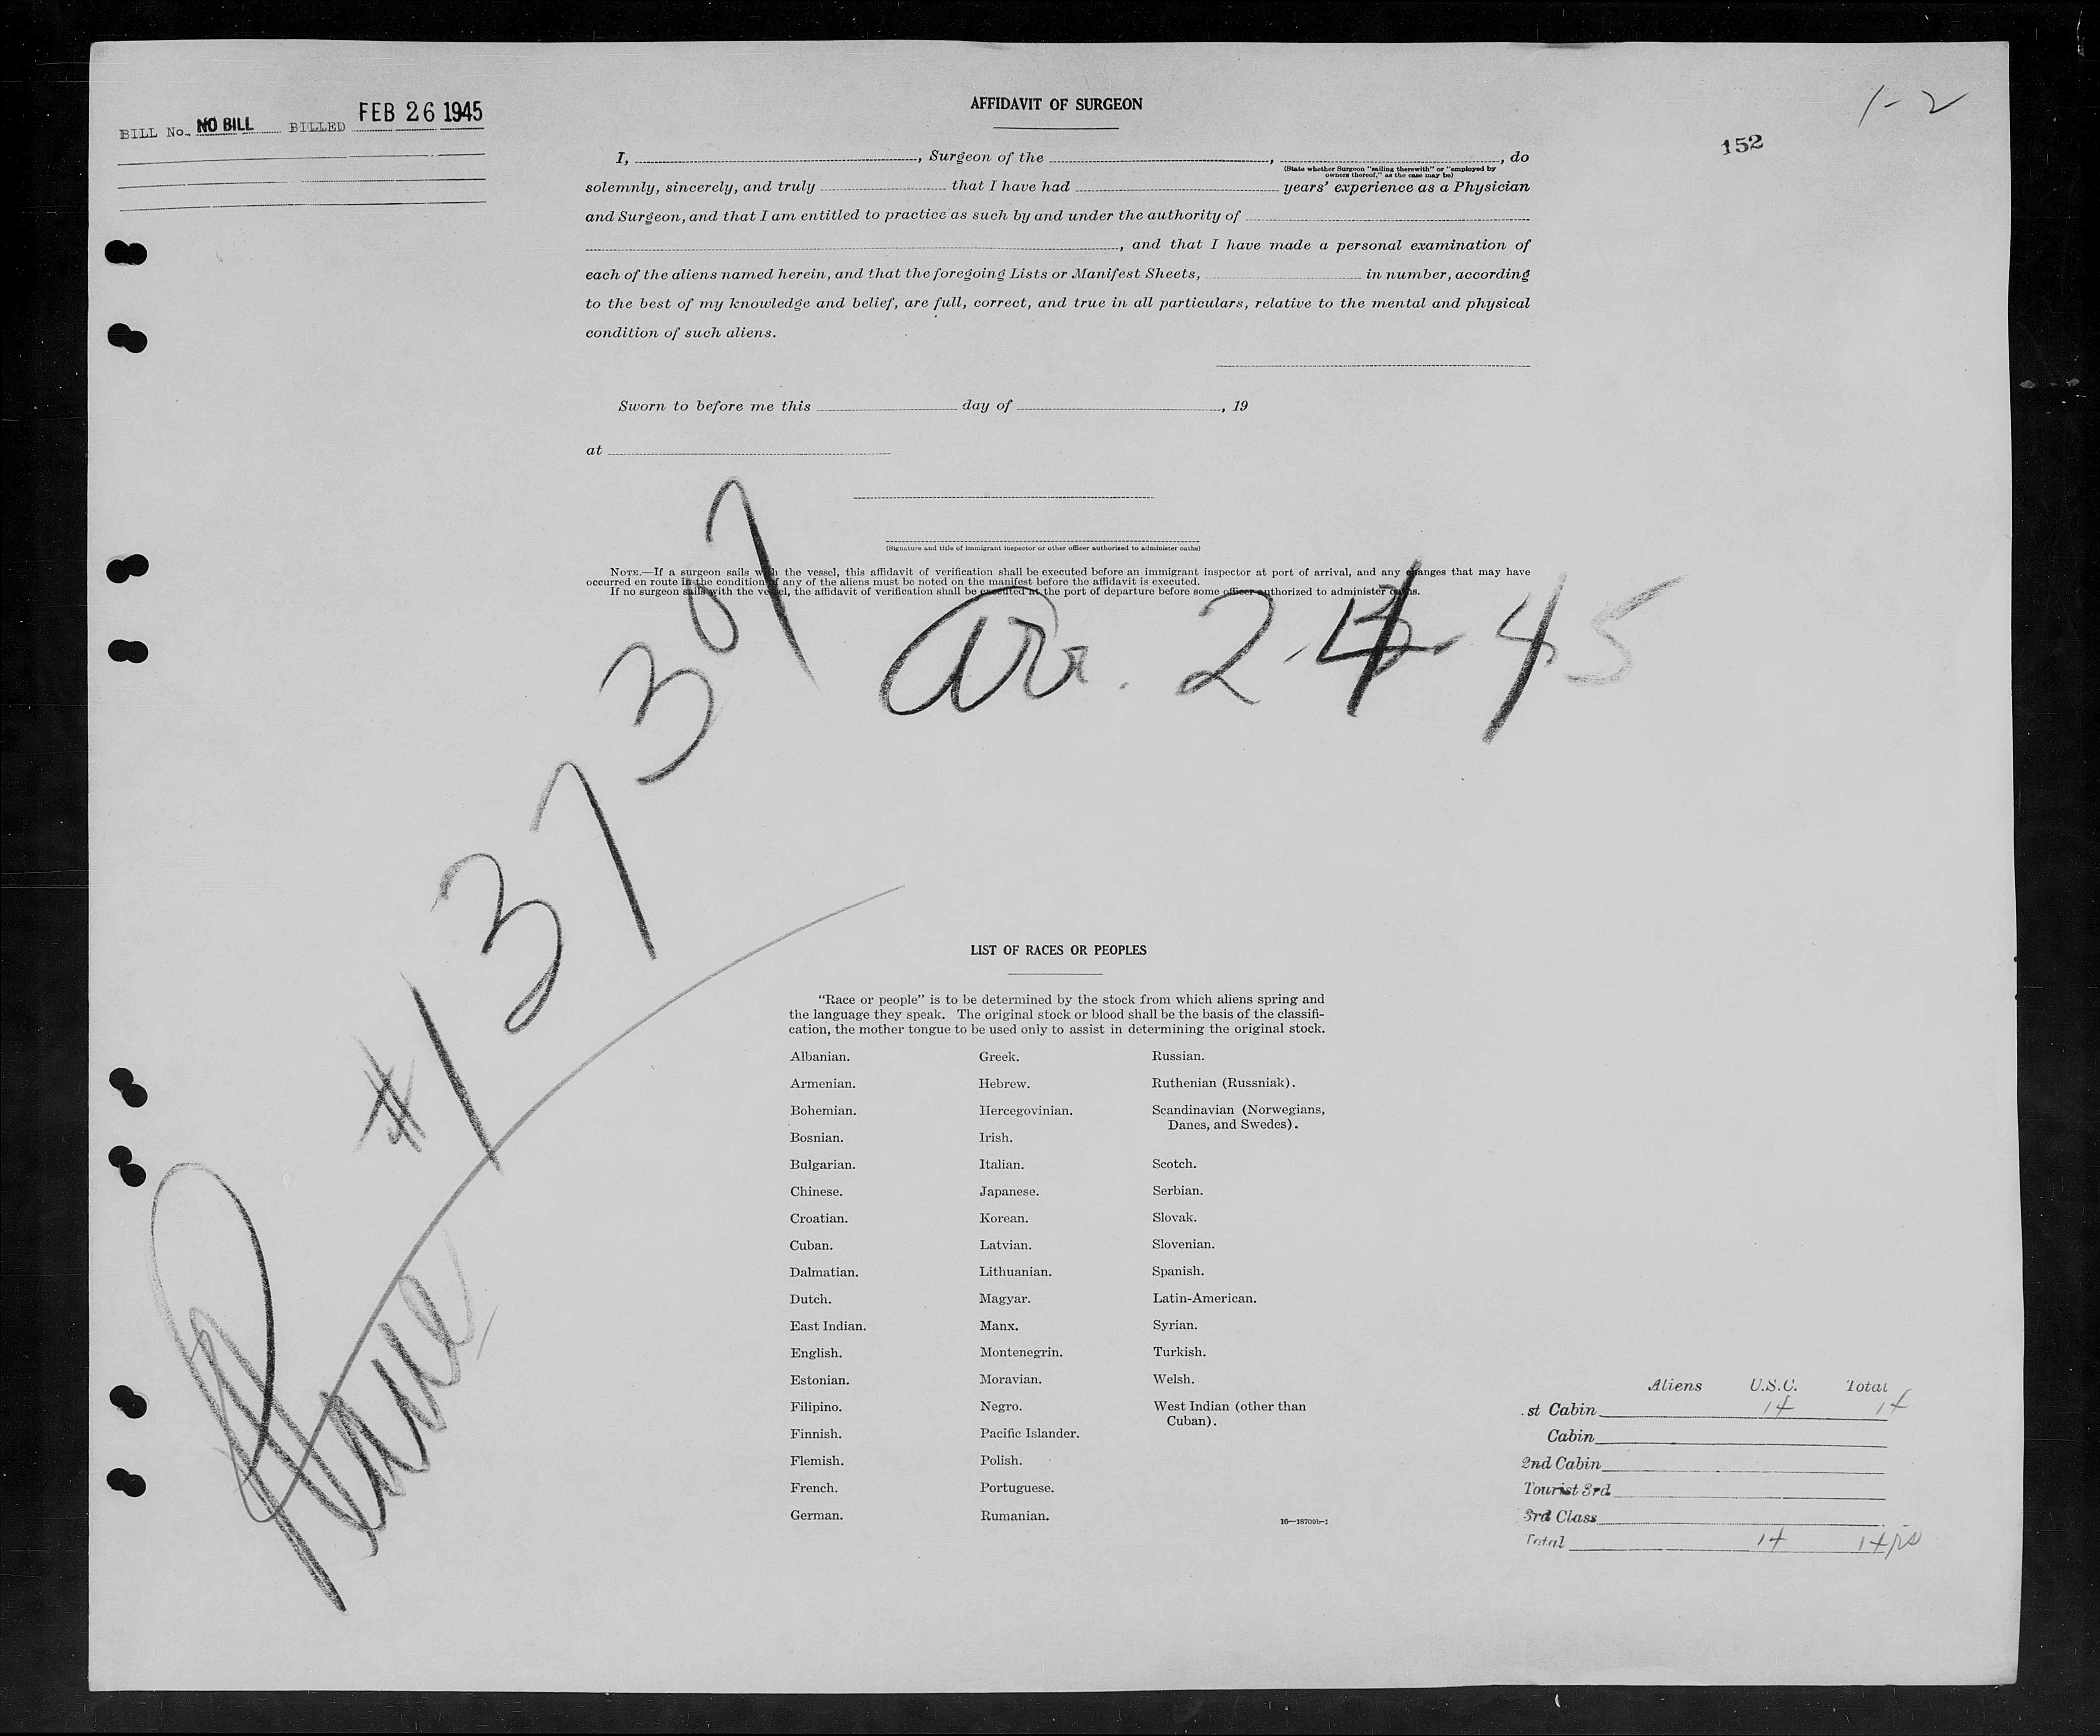 BILL No. NO BILL BILLED FEB 26 1945
1-2
152
AFFIDAVIT OF SURGEON
I, , Surgeon of the , , do
(State whether Surgeon "sailing therewith" or "employed by
owners thereof," as the case may be)
solemnly, sincerely, and truly that I have had years' experience as a Physician
and Surgeon, and that I am entitled to practice as such by and under the authority of
, and that I have made a personal examination of
each of the aliens named herein, and that the foregoing Lists or Manifest Sheets, in number, according
to the best of my knowledge and belief, are full, correct, and true in all particulars, relative to the mental and physical
condition of such aliens.
Sworn to before me this day of , 19
at
(Signature and title of immigrant inspector or other officer authorized to administer oaths)
NOTE.—If a surgeon sails with the vessel, this affidavit of verification shall be executed before an immigrant inspector at port of arrival, and any changes that may have
occurred en route in the condition of any of the aliens must be noted on the manifest before the affidavit is executed.
If no surgeon sails with the vessel, the affidavit of verification shall be executed at the port of departure before some officer authorized to administer oaths.
arr. 2-4-45
Plane #137307
LIST OF RACES OR PEOPLES
"Race or people" is to be determined by the stock from which aliens spring and
the language they speak. The original stock or blood shall be the basis of the classifi-
cation, the mother tongue to be used only to assist in determining the original stock.
Albanian.
Armenian.
Bohemian.
Bosnian.
Bulgarian.
Chinese.
Croatian.
Cuban.
Dalmatian.
Dutch.
East Indian.
English.
Estonian.
Filipino.
Finnish.
Flemish.
French.
German.
Greek.
Hebrew.
Hercegovinian.
Irish.
Italian.
Japanese.
Korean.
Latvian.
Lithuanian.
Magyar.
Manx.
Montenegrin.
Moravian.
Negro.
Pacific Islander.
Polish.
Portuguese.
Rumanian.
Russian.
Ruthenian (Russniak).
Scandinavian (Norwegians,
Danes, and Swedes).
Scotch.
Serbian.
Slovak.
Slovenian.
Spanish.
Latin-American.
Syrian.
Turkish.
Welsh.
West Indian (other than
Cuban).
16—18709b-1
Aliens U.S.C. Total
st Cabin 14 14
Cabin
2nd Cabin
Tourist 3rd
3rd Class
Total 14 14